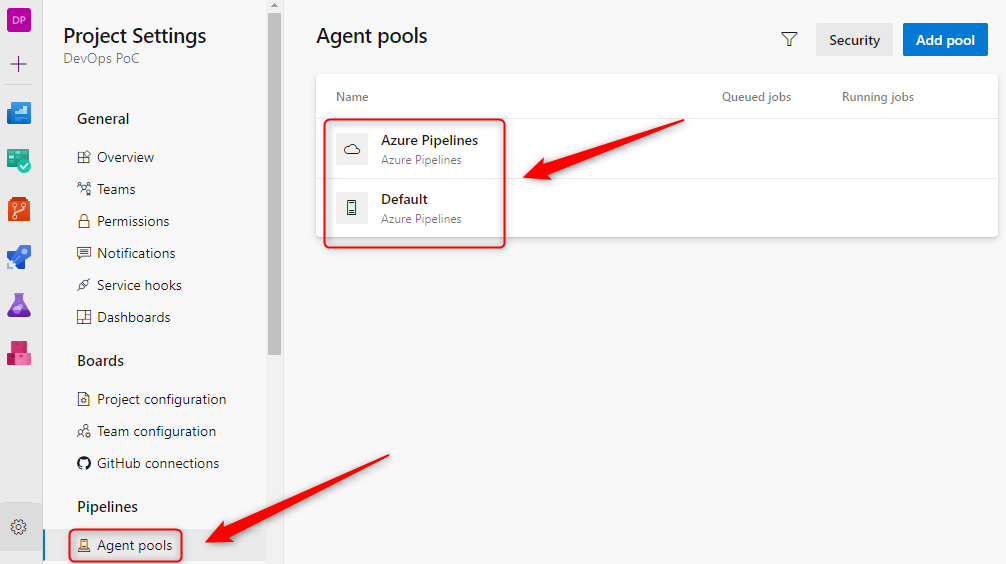 DP
Project Settings
DevOps PoC
General
Overview
Teams
Permissions
Notifications
Service hooks
Dashboards
Boards
Project configuration
Team configuration
GitHub connections
Pipelines
Agent pools
Agent pools
Security
Add pool
Name
Queued jobs
Running jobs
Azure Pipelines
Azure Pipelines
Default
Azure Pipelines